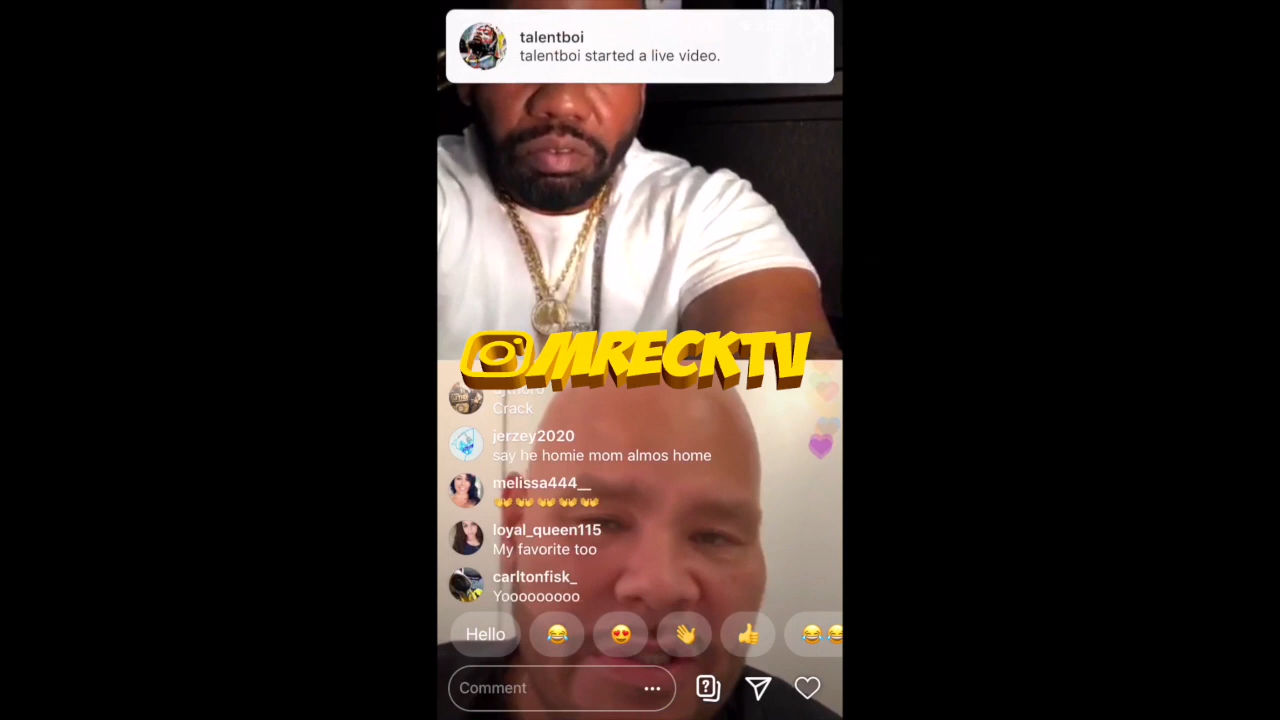 talentboi
talentboi started a live video.
MRECKTV
Crack
jerzey2020
say he homie mom almos home
melissa444__
loyal_queen115
My favorite too
carltonfisk_
Yooooooooo
Hello
Comment